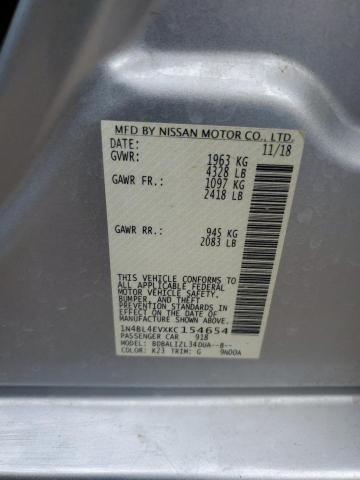 MFD BY NISSAN MOTOR CO., LTD.
DATE: 11/18
GVWR: 1963 KG
4328 LB
GAWR FR.: 1097 KG
2418 LB
GAWR RR.: 945 KG
2083 LB
THIS VEHICLE CONFORMS
TO ALL APPLICABLE FEDERAL
MOTOR VEHICLE SAFETY,
BUMPER, AND THEFT
PREVENTION STANDARDS IN
EFFECT ON THE DATE OF
MANUFACTURE SHOWN ABOVE.
1N4BL4EVXKC154654
PASSENGER CAR 918
MODEL: BDBALIZL34DUA--B--
COLOR: K23 TRIM: G 9N00A